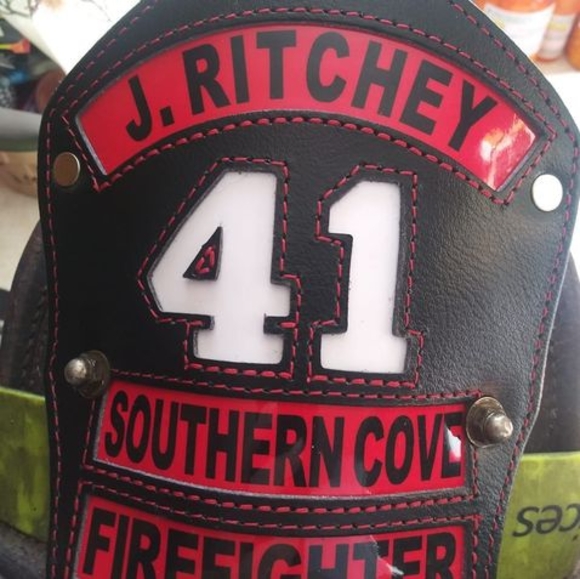 J. RITCHEY
41
SOUTHERN COVE
FIREFIGHTER